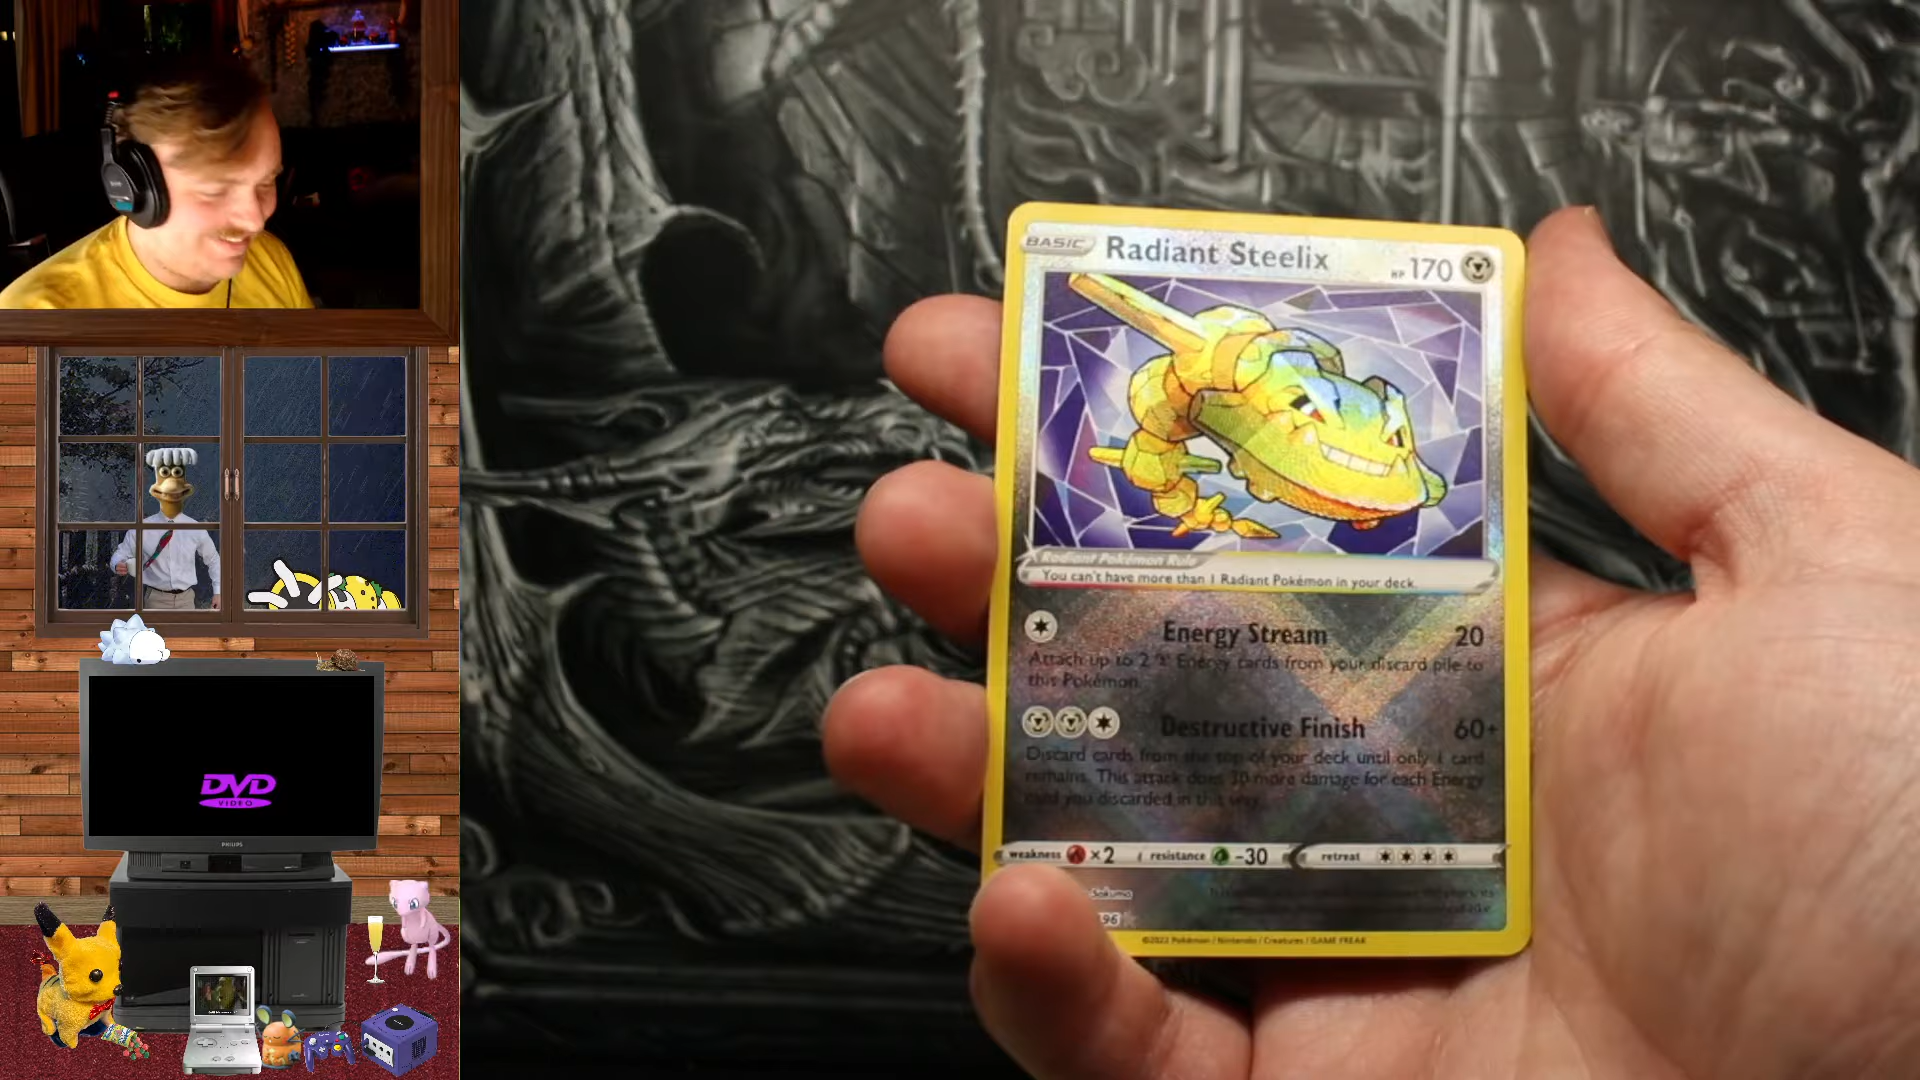 BASIC Radiant Steelix HP 170
Radiant Pokémon Rule
You can't have more than 1 Radiant Pokémon in your deck.
Energy Stream 20
Attach up to 2 Energy cards from your discard pile to
this Pokémon.
Destructive Finish 60+
Discard cards from the top of your deck until only 1 card
remains. This attack does 30 more damage for each Energy
card you discarded in this way.
weakness ×2 resistance -30 retreat
Sakuma
196
©2022 Pokémon / Nintendo / Creatures / GAME FREAK
DVD
VIDEO
PHILIPS